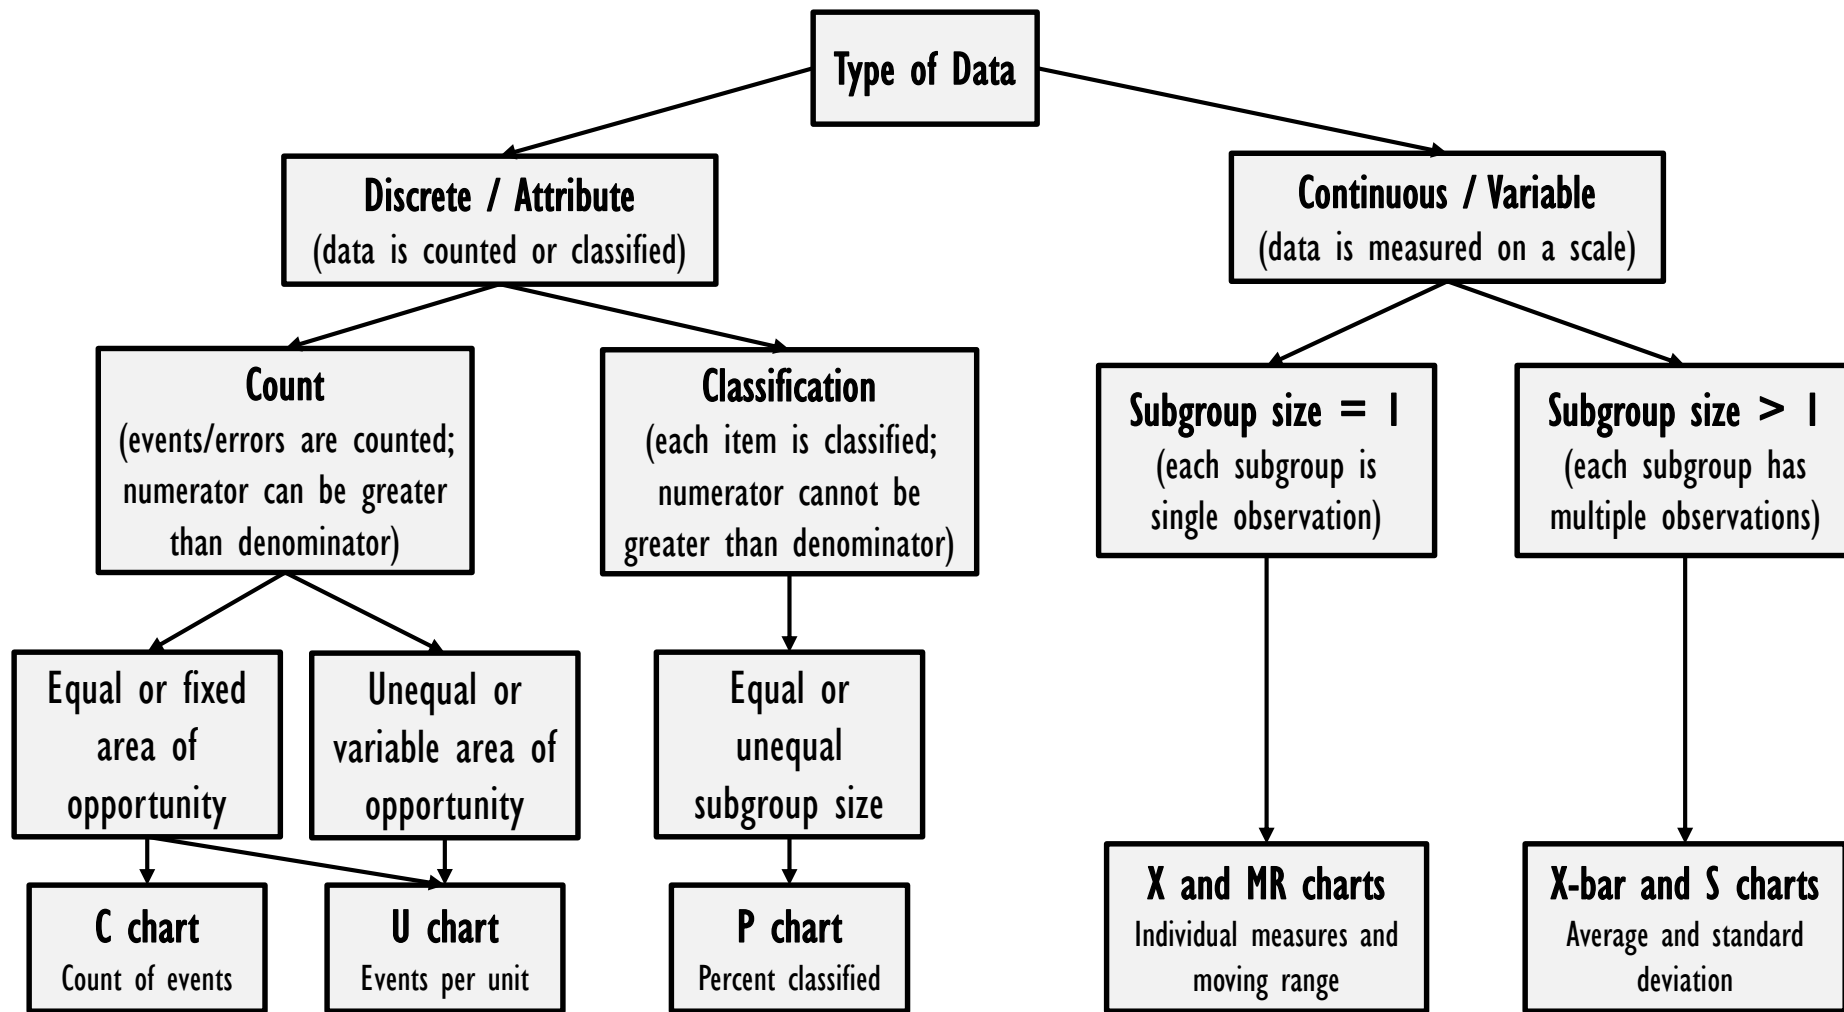 Type of Data
Discrete / Attribute
(data is counted or classified)
Continuous / Variable
(data is measured on a scale)
Count
(events/errors are counted;
numerator can be greater
than denominator)
Classification
(each item is classified;
numerator cannot be
greater than denominator)
Subgroup size = 1
(each subgroup is
single observation)
Subgroup size > 1
(each subgroup has
multiple observations)
Equal or fixed
area of
opportunity
Unequal or
variable area of
opportunity
Equal or
unequal
subgroup size
C chart
Count of events
U chart
Events per unit
P chart
Percent classified
X and MR charts
Individual measures and
moving range
X-bar and S charts
Average and standard
deviation